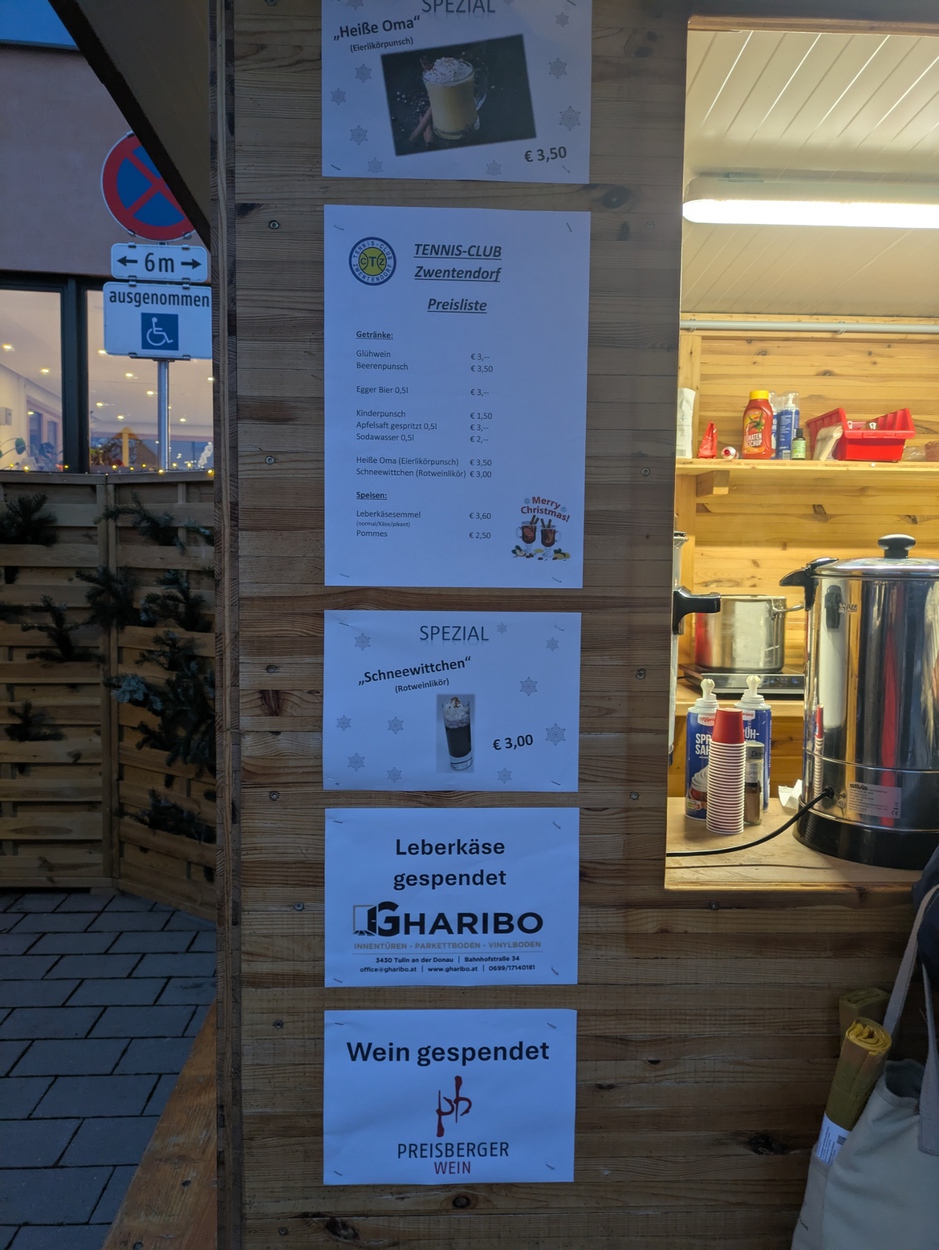 SPEZIAL
„Heiße Oma“
(Eierlikörpunsch)
€ 3,50
6m
ausgenommen
TENNIS-CLUB
ZWENTENDORF
CTZ
TENNIS-CLUB
Zwentendorf
Preisliste
Getränke:
Glühwein € 3,--
Beerenpunsch € 3,50
Egger Bier 0,5l € 3,--
Kinderpunsch € 1,50
Apfelsaft gespritzt 0,5l € 3,--
Sodawasser 0,5l € 2,--
Heiße Oma (Eierlikörpunsch) € 3,50
Schneewittchen (Rotweinlikör) € 3,00
Speisen:
Leberkäsesemmel € 3,60
(normal/Käse/pikant)
Pommes € 2,50
Merry
Christmas!
SPEZIAL
„Schneewittchen“
(Rotweinlikör)
€ 3,00
Leberkäse
gespendet
GHARIBO
INNENTÜREN - PARKETTBODEN - VINYLBODEN
3430 Tulln an der Donau | Bahnhofstraße 34
office@gharibo.at | www.gharibo.at | 0699/17140181
Wein gespendet
PREISBERGER
WEIN